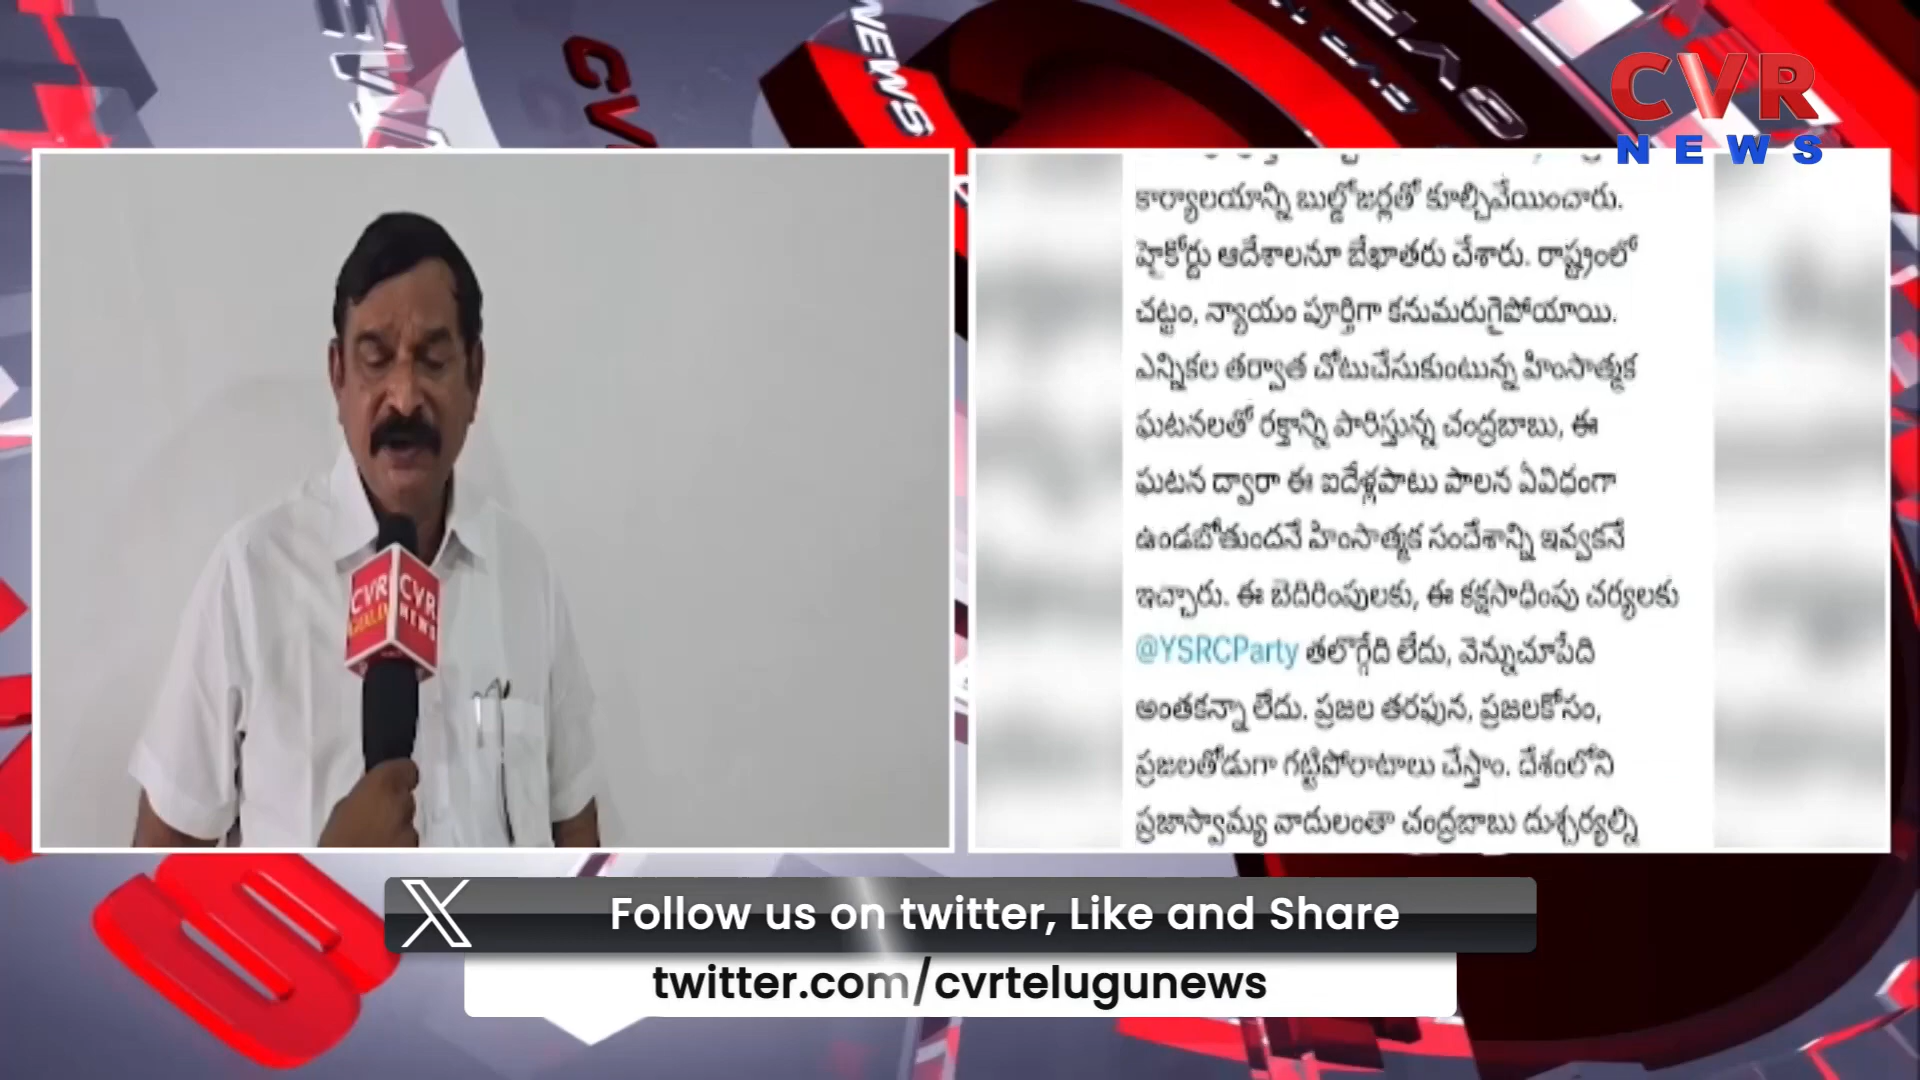 NEWS
CVR
CVR
NEWS
కార్యాలయాన్ని బుల్డోజర్లతో కూల్చివేయించారు.
హైకోర్టు ఆదేశాలనూ బేఖాతరు చేశారు. రాష్ట్రంలో
చట్టం, న్యాయం పూర్తిగా కనుమరుగైపోయాయి.
ఎన్నికల తర్వాత చోటుచేసుకుంటున్న హింసాత్మక
ఘటనలతో రక్తాన్ని పారిస్తున్న చంద్రబాబు, ఈ
ఘటన ద్వారా ఈ ఐదేళ్లపాటు పాలన ఏవిధంగా
ఉండబోతుందనే హింసాత్మక సందేశాన్ని ఇవ్వకనే
ఇచ్చారు. ఈ బెదిరింపులకు, ఈ కక్షసాధింపు చర్యలకు
@YSRCParty తలొగ్గేది లేదు, వెన్నుచూపేది
అంతకన్నా లేదు. ప్రజల తరఫున, ప్రజలకోసం,
ప్రజలతోడుగా గట్టిపోరాటాలు చేస్తాం. దేశంలోని
ప్రజాస్వామ్య వాదులంతా చంద్రబాబు దుశ్చర్యల్ని
CVR
CVR
NEWS
Follow us on twitter, Like and Share
twitter.com/cvrtelugunews